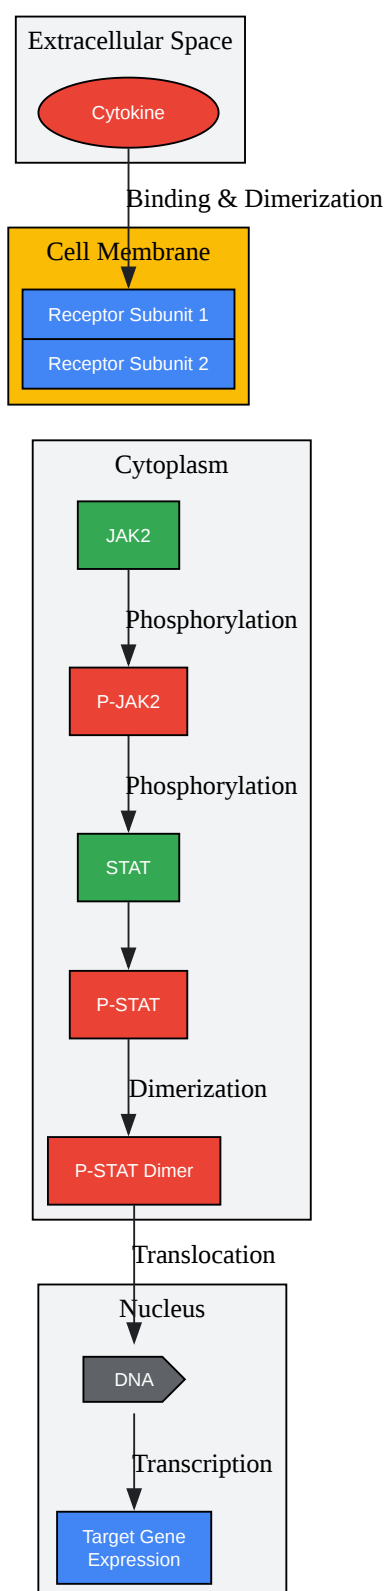 Extracellular Space
Cytokine
Binding & Dimerization
Cell Membrane
Receptor Subunit 1
Receptor Subunit 2
Cytoplasm
JAK2
Phosphorylation
P-JAK2
Phosphorylation
STAT
P-STAT
Dimerization
P-STAT Dimer
Translocation
Nucleus
DNA
Transcription
Target Gene
Expression